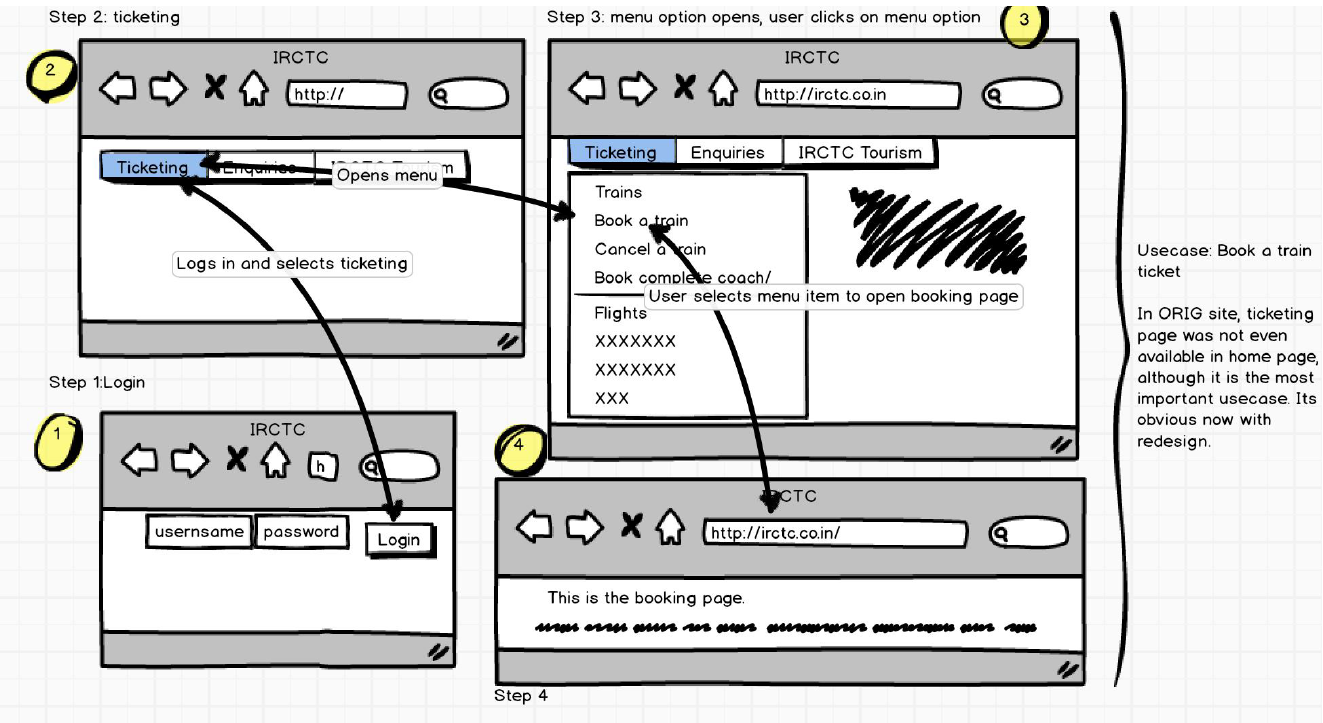 Step 2: ticketing
2
IRCTC
http://
Ticketing
Enquiries
Opens menu
Logs in and selects ticketing
Step 3: menu option opens, user clicks on menu option
3
IRCTC
http://irctc.co.in
Ticketing
Enquiries
IRCTC Tourism
Trains
Book a train
Cancel a train
Book complete coach/
User selects menu item to open booking page
Flights
XXXXXXX
XXXXXXX
XXX
Step 1:Login
1
IRCTC
h
usernsame
password
Login
4
IRCTC
http://irctc.co.in/
This is the booking page.
Step 4
Usecase: Book a train
ticket
In ORIG site, ticketing
page was not even
available in home page,
although it is the most
important usecase. Its
obvious now with
redesign.